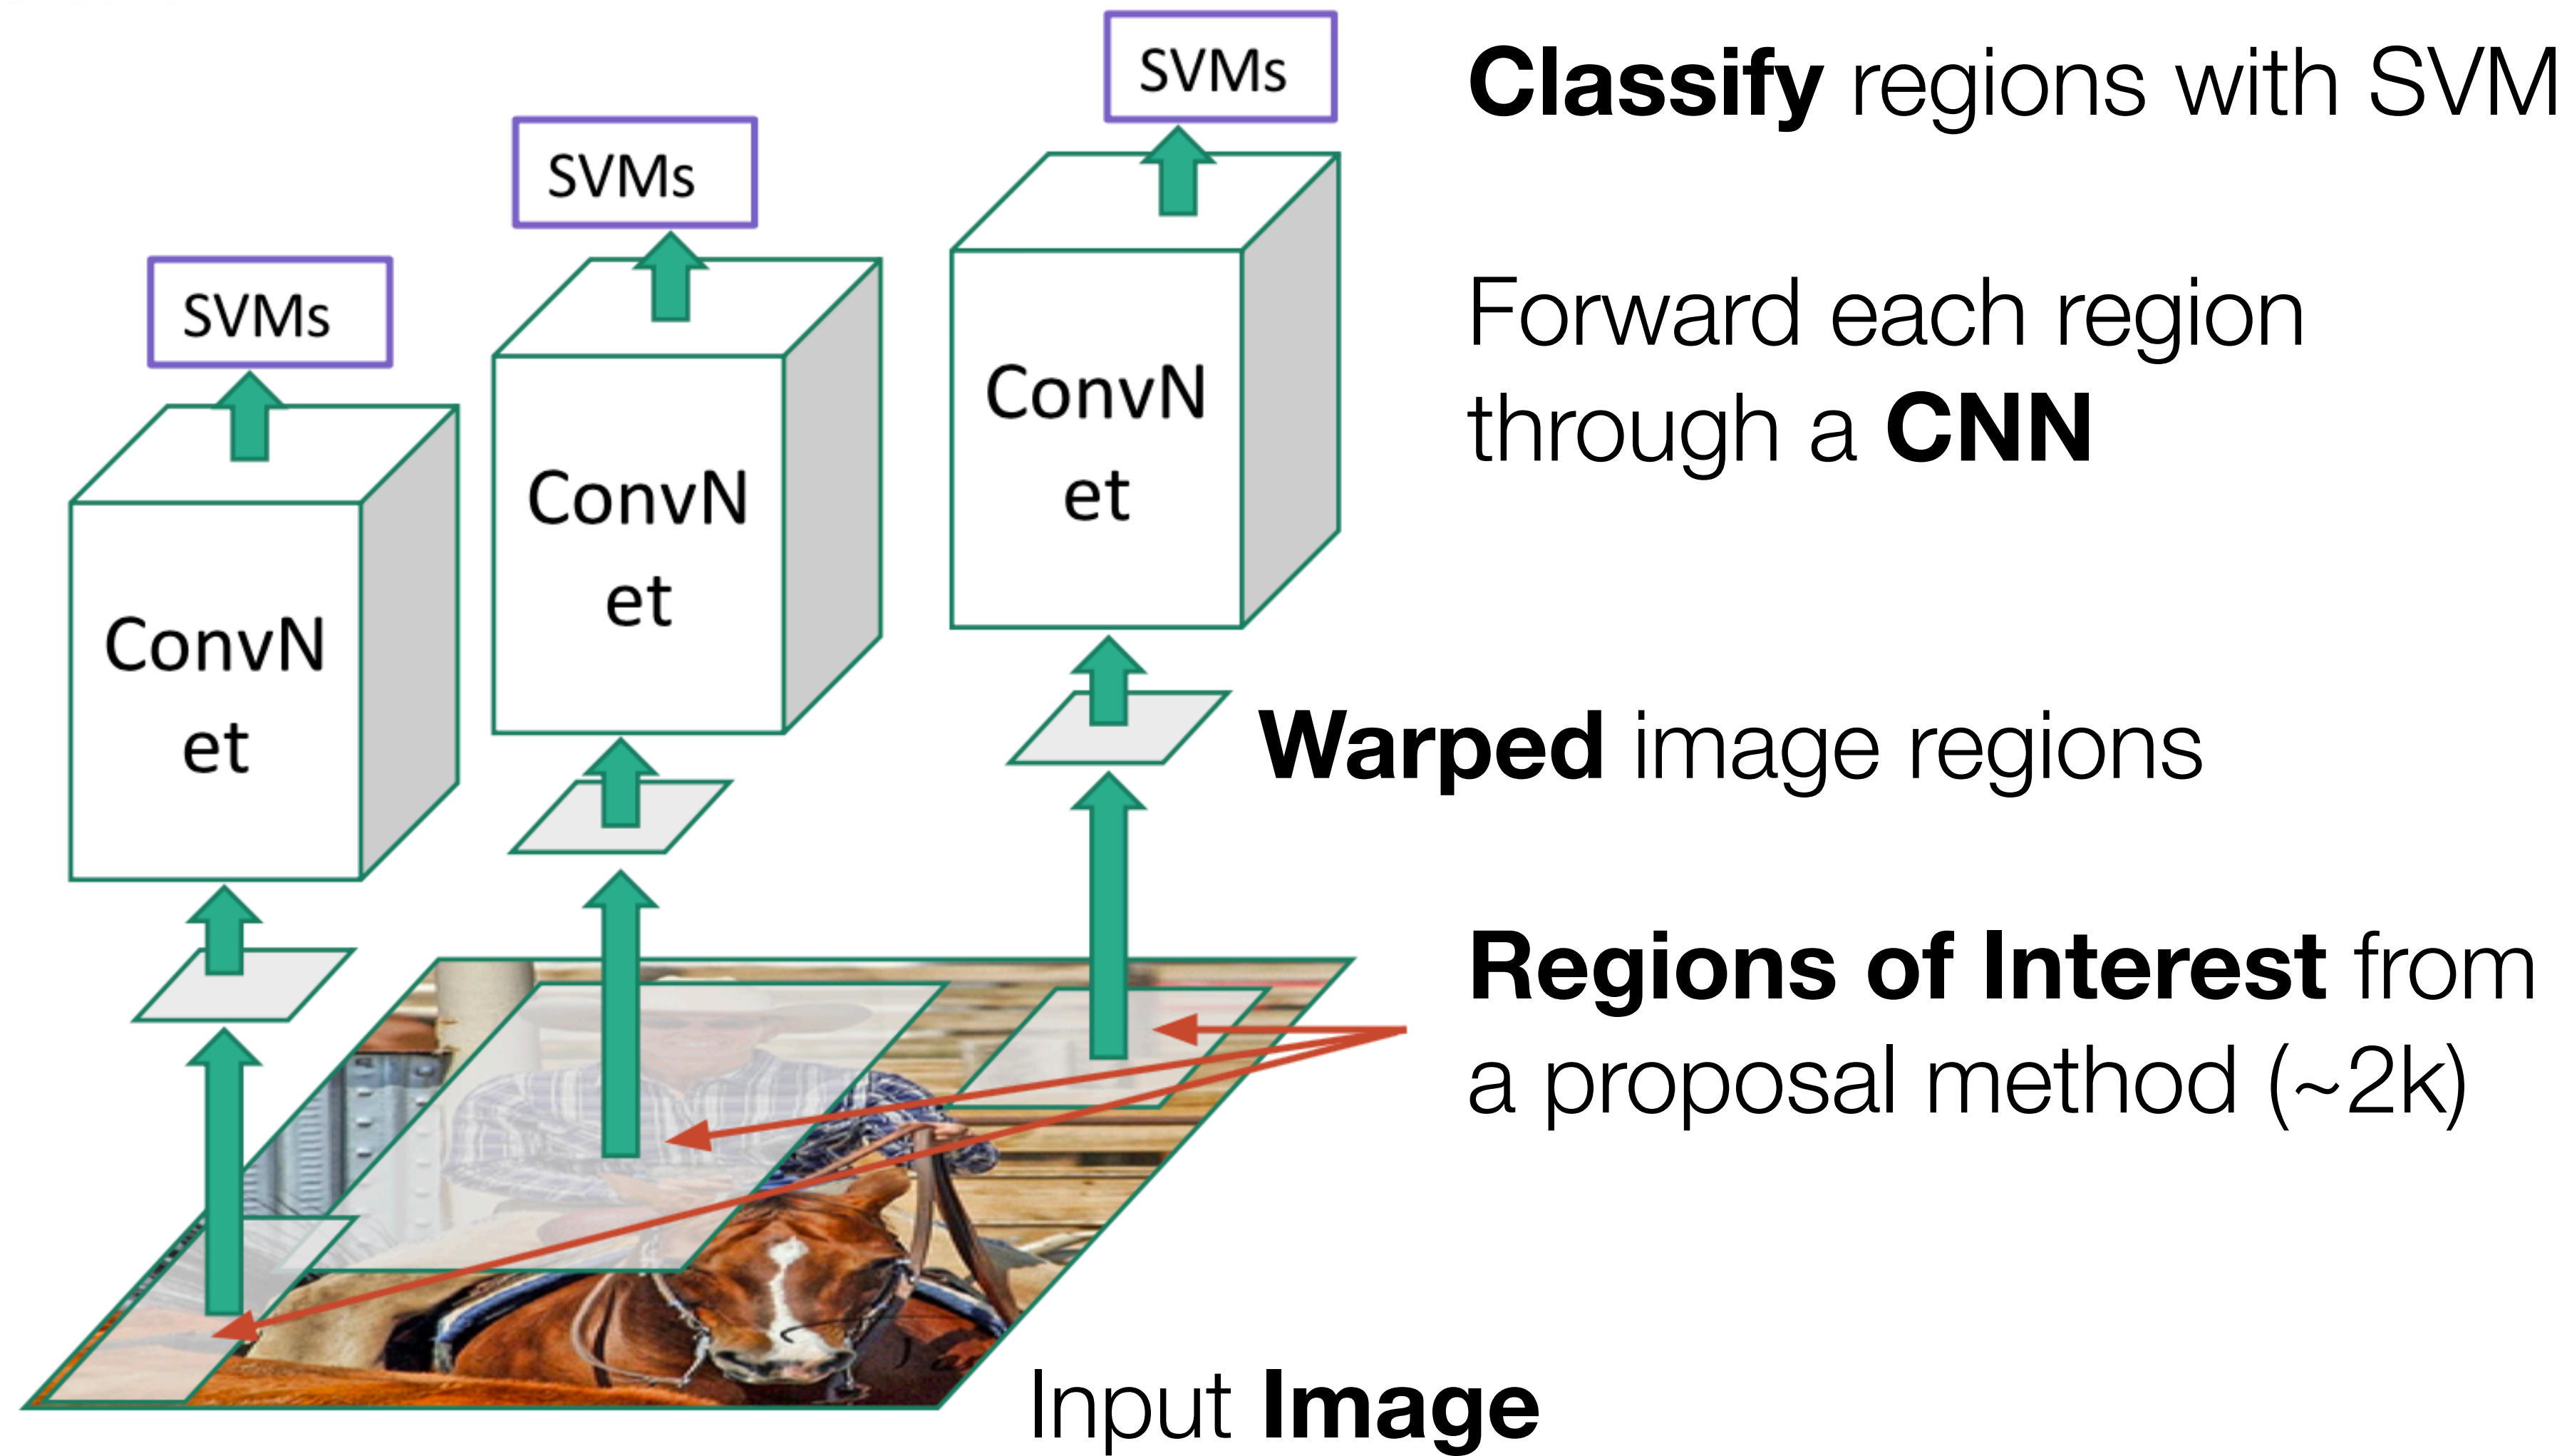 SVMs
Classify regions with SVM
SVMs
SVMs
Forward each region
through a CNN
ConvN
et
ConvN
et
ConvN
et
Warped image regions
Regions of Interest from
a proposal method (~2k)
Input Image